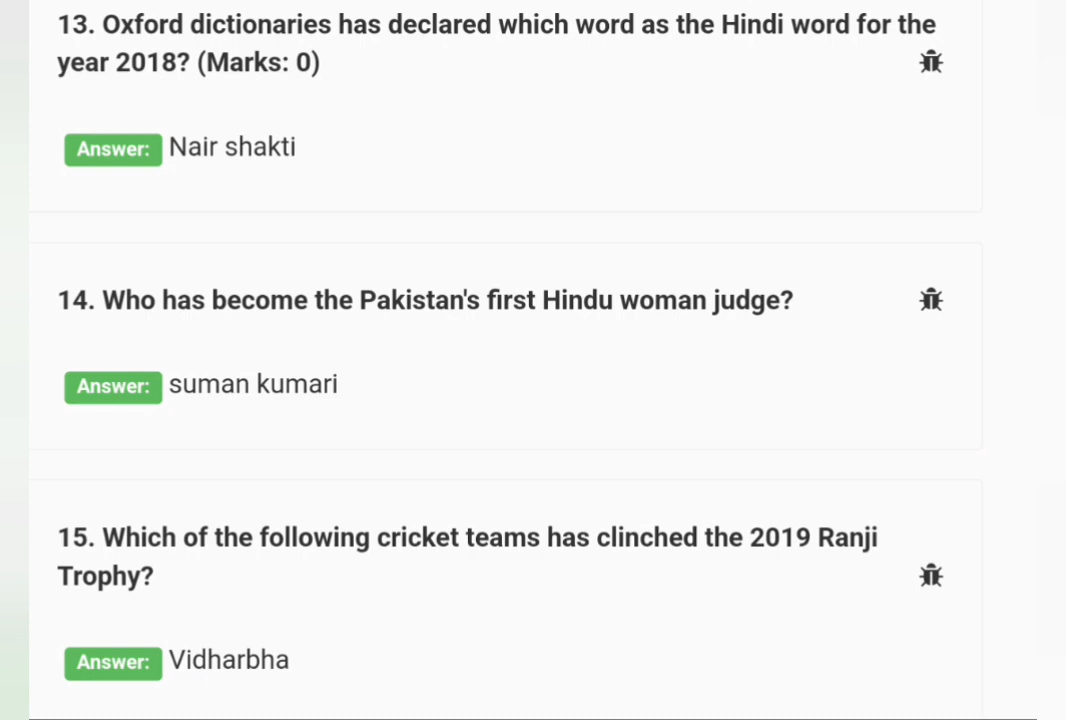 13. Oxford dictionaries has declared which word as the Hindi word for the
year 2018? (Marks: 0)
Answer: Nair shakti
14. Who has become the Pakistan's first Hindu woman judge?
Answer: suman kumari
15. Which of the following cricket teams has clinched the 2019 Ranji
Trophy?
Answer: Vidharbha